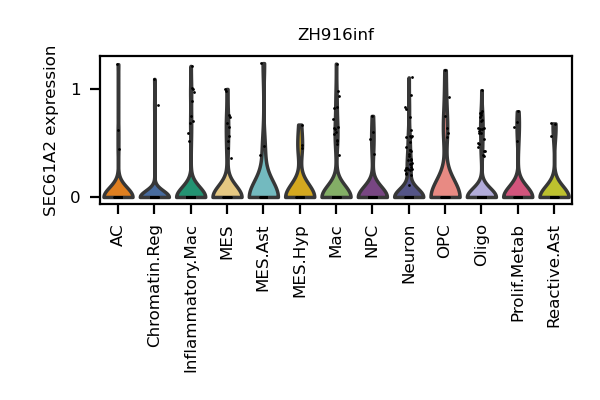 ZH916inf
SEC61A2 expression
1
0
AC
Chromatin.Reg
Inflammatory.Mac
MES
MES.Ast
MES.Hyp
Mac
NPC
Neuron
OPC
Oligo
Prolif.Metab
Reactive.Ast